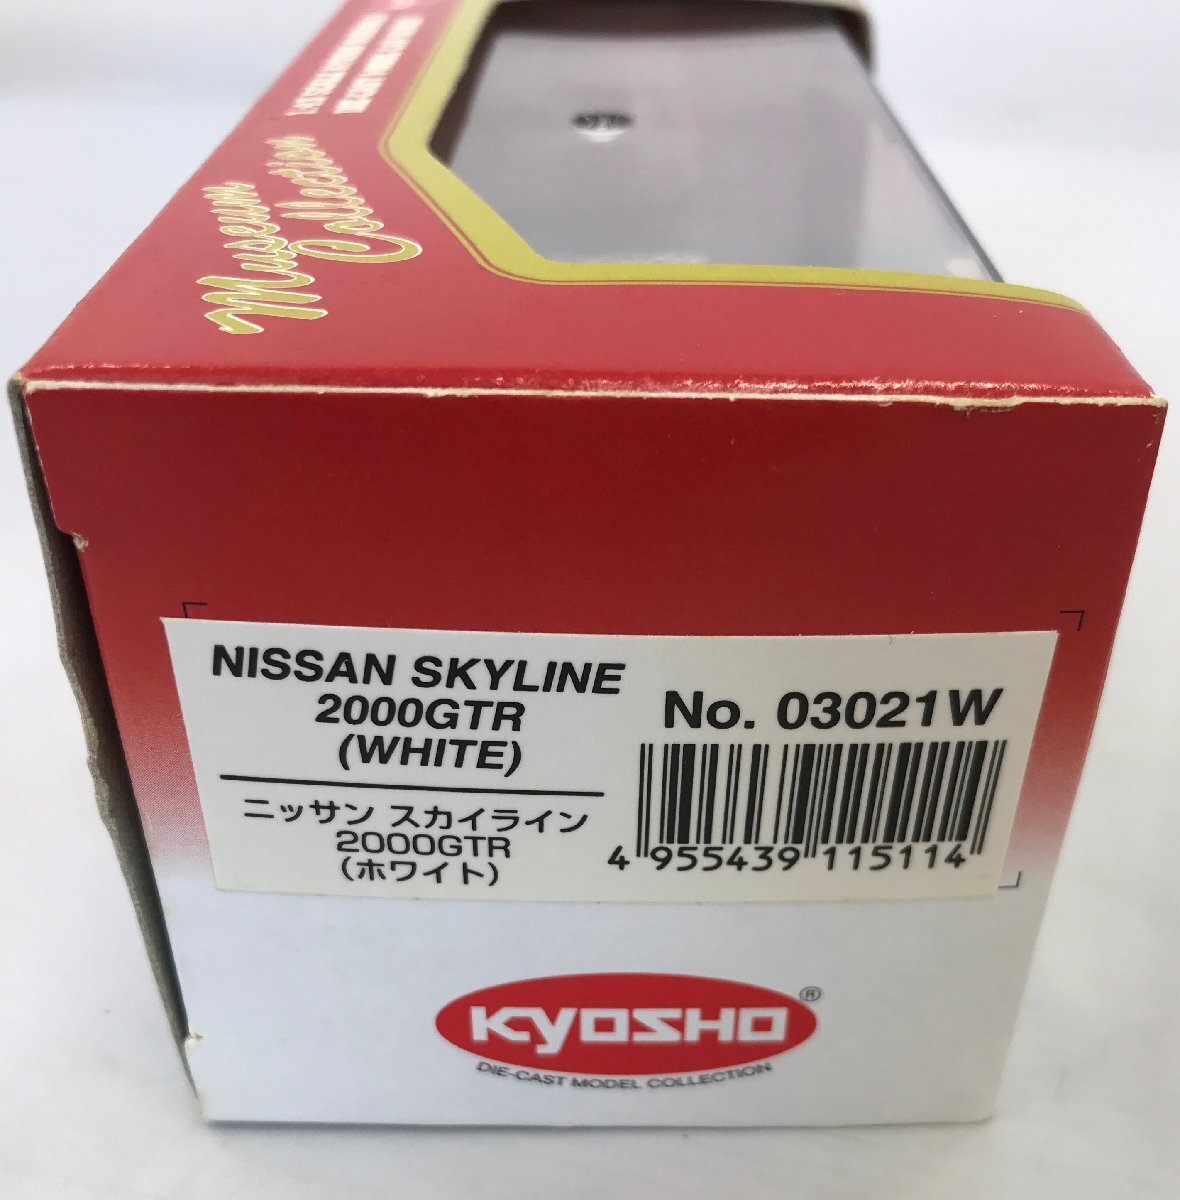 Museum
Collection
NISSAN SKYLINE
2000GTR
(WHITE)
No. 03021W
ニッサン スカイライン
2000GTR
(ホワイト)
4 955439 115114
KYOSHO ®
DIE-CAST MODEL COLLECTION